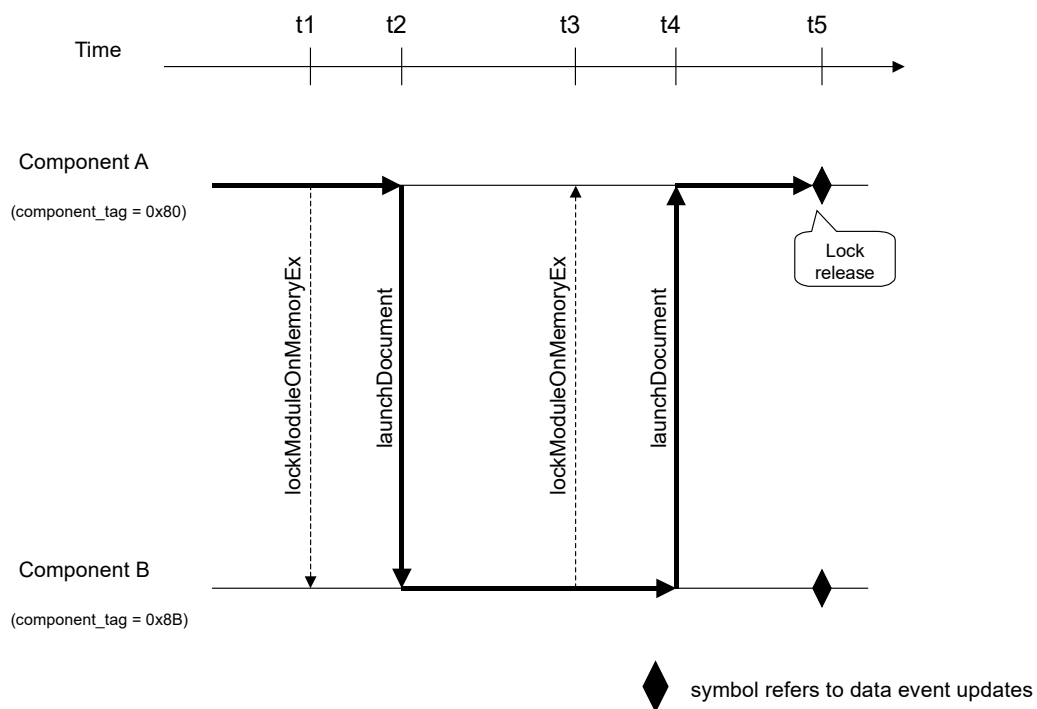 t1
t2
t3
t4
t5
Time
Component A
(component_tag = 0x80)
Lock
release
lockModuleOnMemoryEx
launchDocument
lockModuleOnMemoryEx
launchDocument
Component B
(component_tag = 0x8B)
symbol refers to data event updates